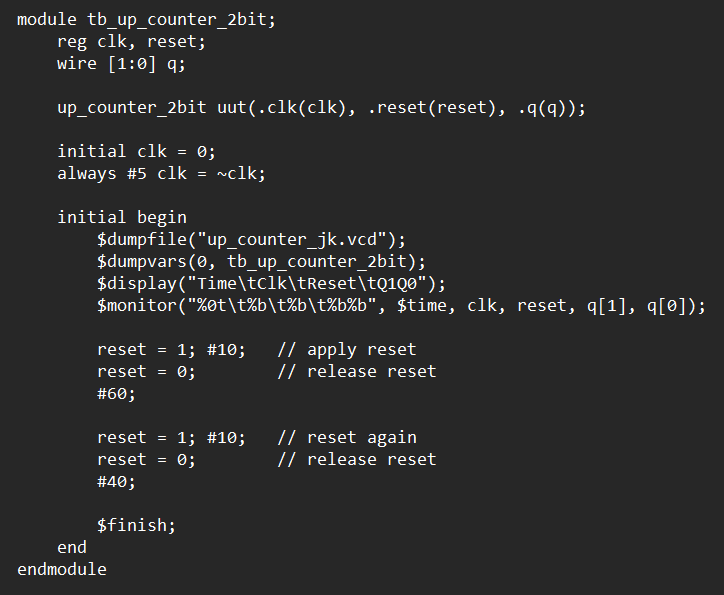 module tb_up_counter_2bit;
    reg clk, reset;
    wire [1:0] q;

    up_counter_2bit uut(.clk(clk), .reset(reset), .q(q));

    initial clk = 0;
    always #5 clk = ~clk;

    initial begin
        $dumpfile("up_counter_jk.vcd");
        $dumpvars(0, tb_up_counter_2bit);
        $display("Time\tClk\tReset\tQ1Q0");
        $monitor("%0t\t%b\t%b\t%b%b", $time, clk, reset, q[1], q[0]);

        reset = 1; #10;   // apply reset
        reset = 0;        // release reset
        #60;

        reset = 1; #10;   // reset again
        reset = 0;        // release reset
        #40;

        $finish;
    end
endmodule